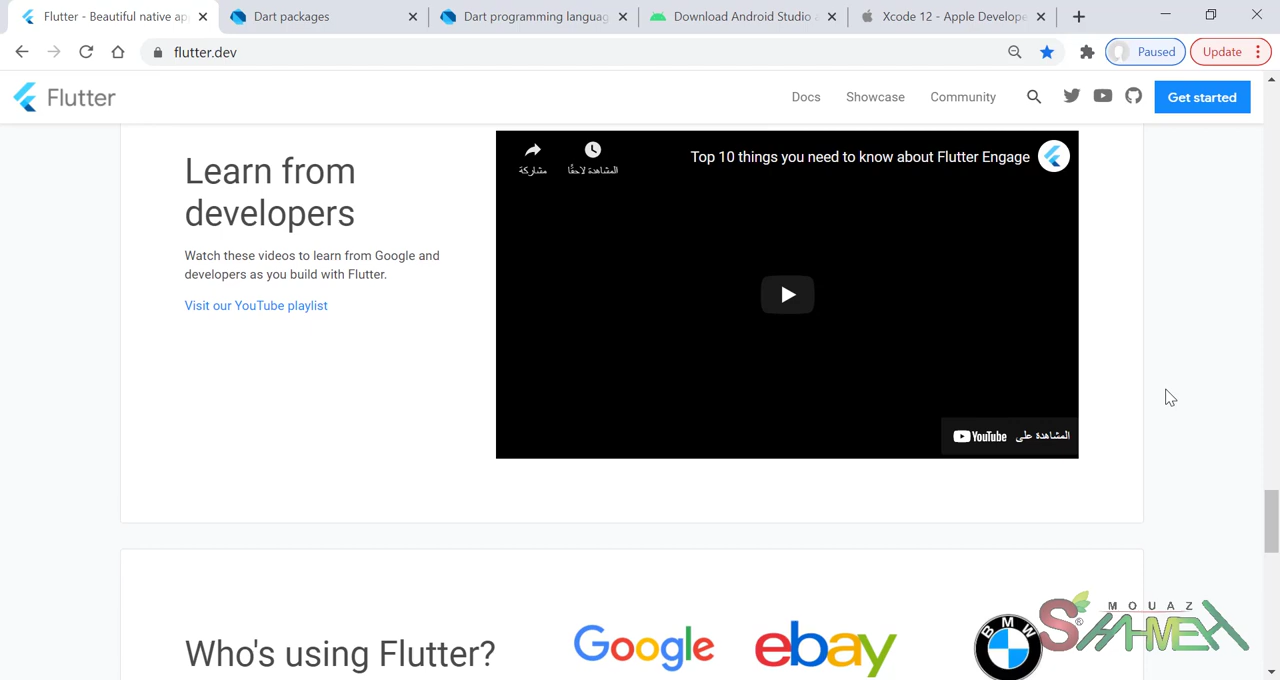 Flutter - Beautiful native ap
Dart packages
Dart programming languag
Download Android Studio a
Xcode 12 - Apple Develope
flutter.dev
Paused
Update
Flutter
Docs
Showcase
Community
Get started
Learn from
developers
Watch these videos to learn from Google and
developers as you build with Flutter.
Visit our YouTube playlist
مشاركة
المشاهدة لاحقًا
Top 10 things you need to know about Flutter Engage
YouTube المشاهدة على
Who's using Flutter?
Google
ebay
BMW
MOUAZ
SHAHMEH